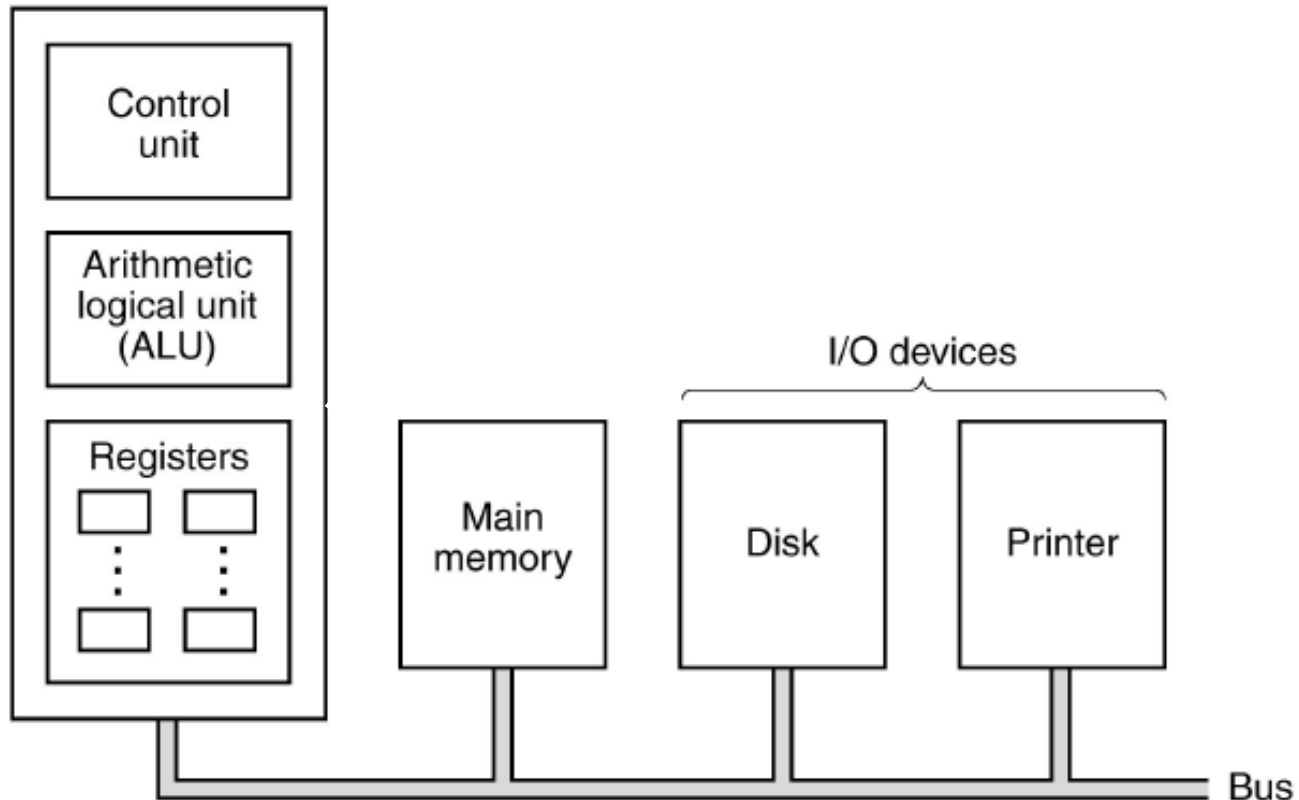 Control
unit
Arithmetic
logical unit
(ALU)
Registers
I/O devices
Main
memory
Disk
Printer
Bus